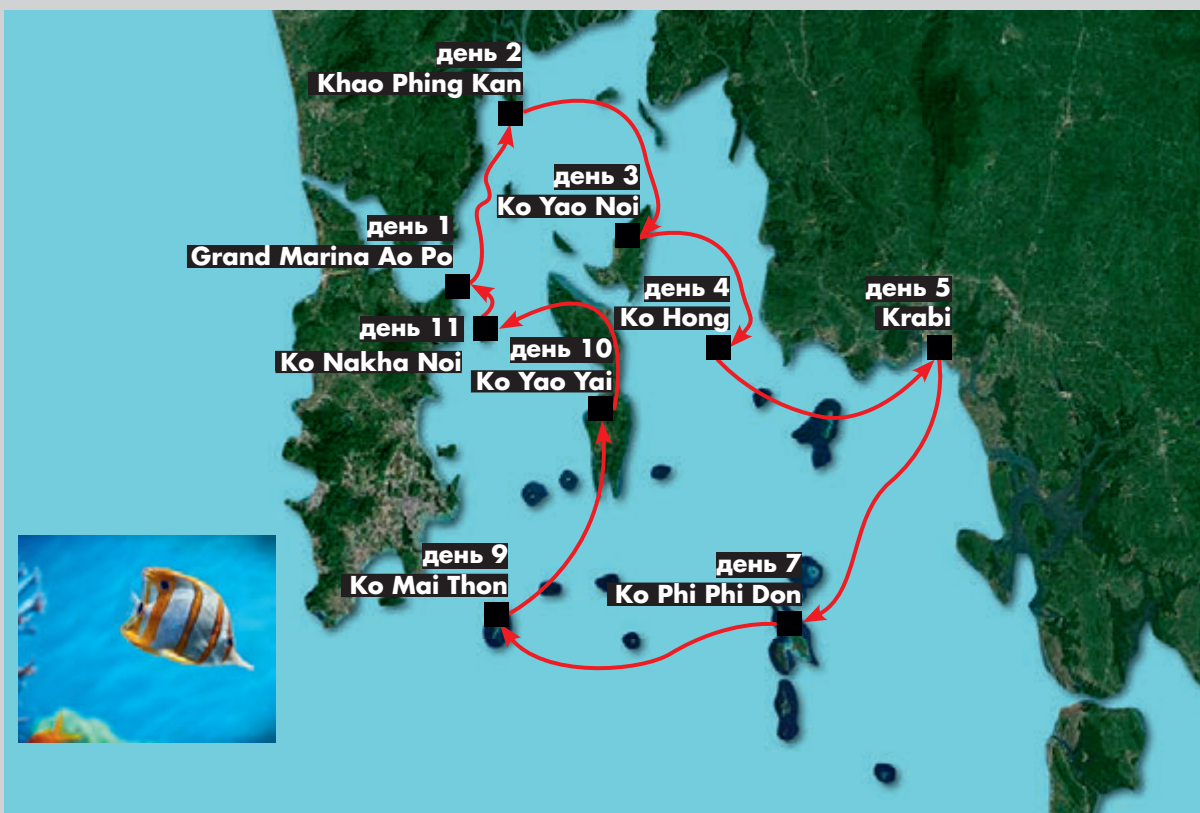 день 2
Khao Phing Kan
день 3
Ko Yao Noi
день 1
Grand Marina Ao Po
день 4
Ko Hong
день 5
Krabi
день 11
Ko Nakha Noi
день 10
Ko Yao Yai
день 9
Ko Mai Thon
день 7
Ko Phi Phi Don